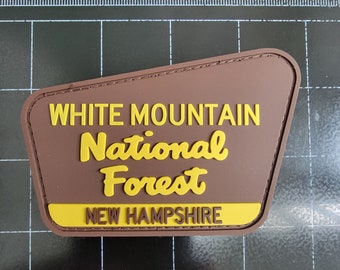 WHITE MOUNTAIN
National
Forest
NEW HAMPSHIRE